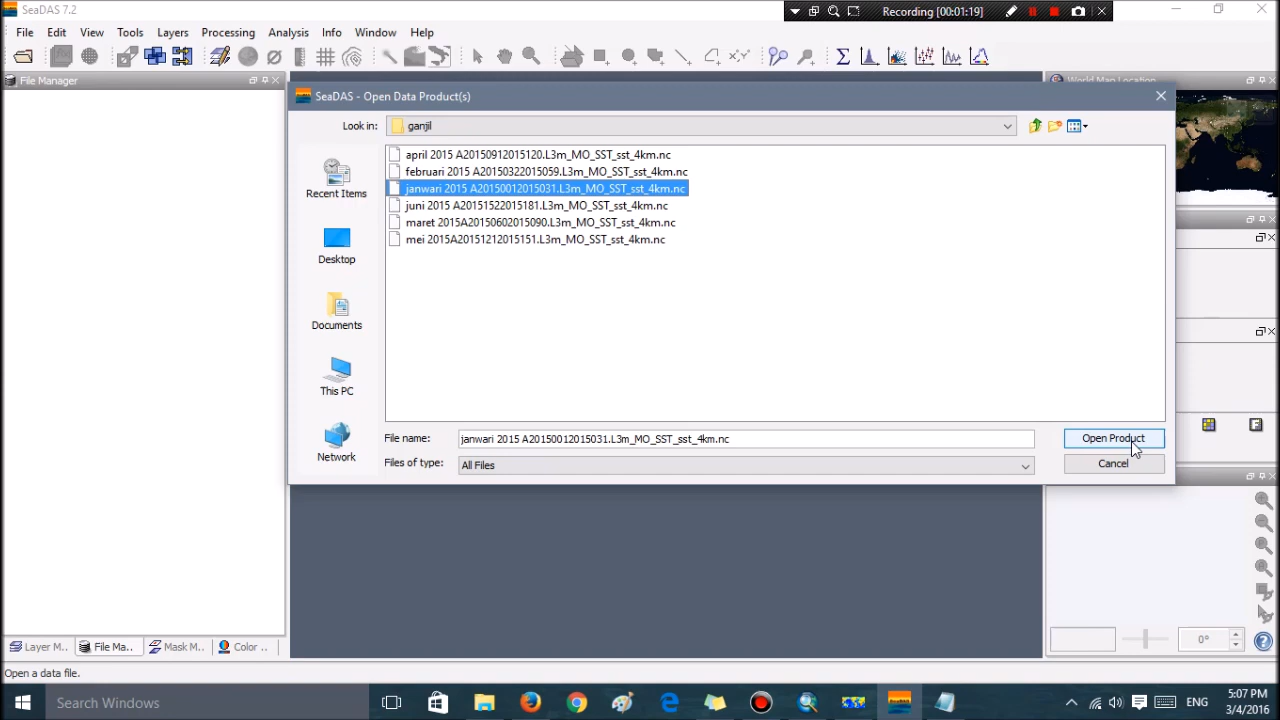 SeaDAS 7.2
Recording [00:01:19]
File Edit View Tools Layers Processing Analysis Info Window Help
File Manager
World Map Location
SeaDAS - Open Data Product(s)
Look in: ganjil
april 2015 A20150912015120.L3m_MO_SST_sst_4km.nc
februari 2015 A20150322015059.L3m_MO_SST_sst_4km.nc
janwari 2015 A20150012015031.L3m_MO_SST_sst_4km.nc
juni 2015 A20151522015181.L3m_MO_SST_sst_4km.nc
maret 2015A20150602015090.L3m_MO_SST_sst_4km.nc
mei 2015A20151212015151.L3m_MO_SST_sst_4km.nc
Recent Items
Desktop
Documents
This PC
Network
File name: janwari 2015 A20150012015031.L3m_MO_SST_sst_4km.nc Open Product
Files of type: All Files Cancel
0°
Layer M.. File Ma.. Mask M.. Color ..
Open a data file.
Search Windows
ENG
5:07 PM
3/4/2016